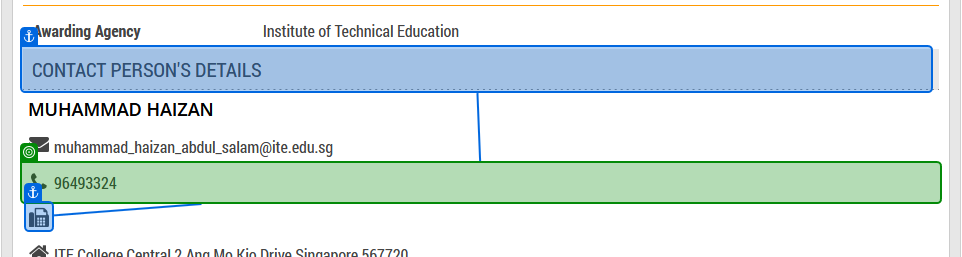 Awarding Agency Institute of Technical Education
CONTACT PERSON'S DETAILS
MUHAMMAD HAIZAN
muhammad_haizan_abdul_salam@ite.edu.sg
96493324
ITE College Central 2 Ang Mo Kio Drive Singapore 567720